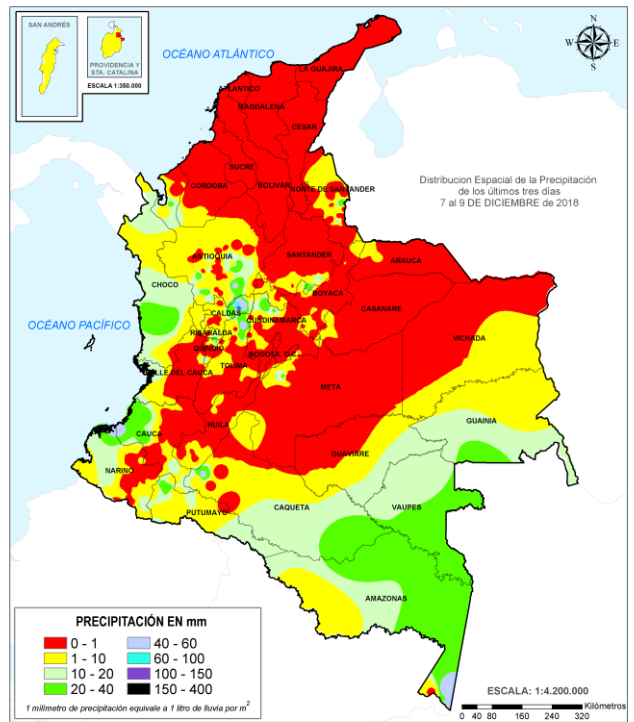 SAN ANDRÉS
PROVIDENCIA Y
STA. CATALINA
ESCALA 1:350.000
OCÉANO ATLÁNTICO
N
W
E
S
LA GUAJIRA
ATLANTICO
MAGDALENA
CESAR
SUCRE
CORDOBA
BOLIVAR
NORTE DE SANTANDER
Distribucion Espacial de la Precipitación
de los últimos tres días
7 al 9 DE DICIEMBRE de 2018
ANTIOQUIA
SANTANDER
ARAUCA
CHOCO
BOYACA
CASANARE
OCÉANO PACÍFICO
CALDAS
CUNDINAMARCA
RISARALDA
VICHADA
QUINDIO
BOGOTA, D.C.
TOLIMA
VALLE DEL CAUCA
META
HUILA
CAUCA
GUAINIA
GUAVIARE
NARIÑO
CAQUETA
VAUPES
PUTUMAYO
AMAZONAS
PRECIPITACIÓN EN mm
0 - 1
40 - 60
1 - 10
60 - 100
10 - 20
100 - 150
20 - 40
150 - 400
1 milimetro de precipitación equivale a 1 litro de lluvia por m2
ESCALA: 1:4.200.000
Kilómetros
40 20 0 40 80 160 240 320